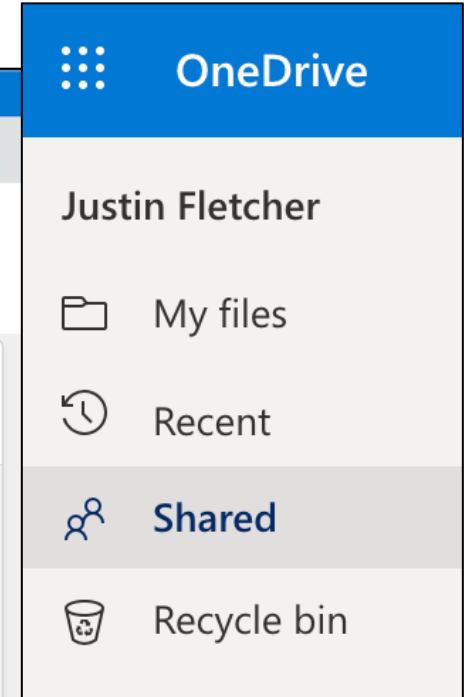 OneDrive
Justin Fletcher
My files
Recent
Shared
Recycle bin